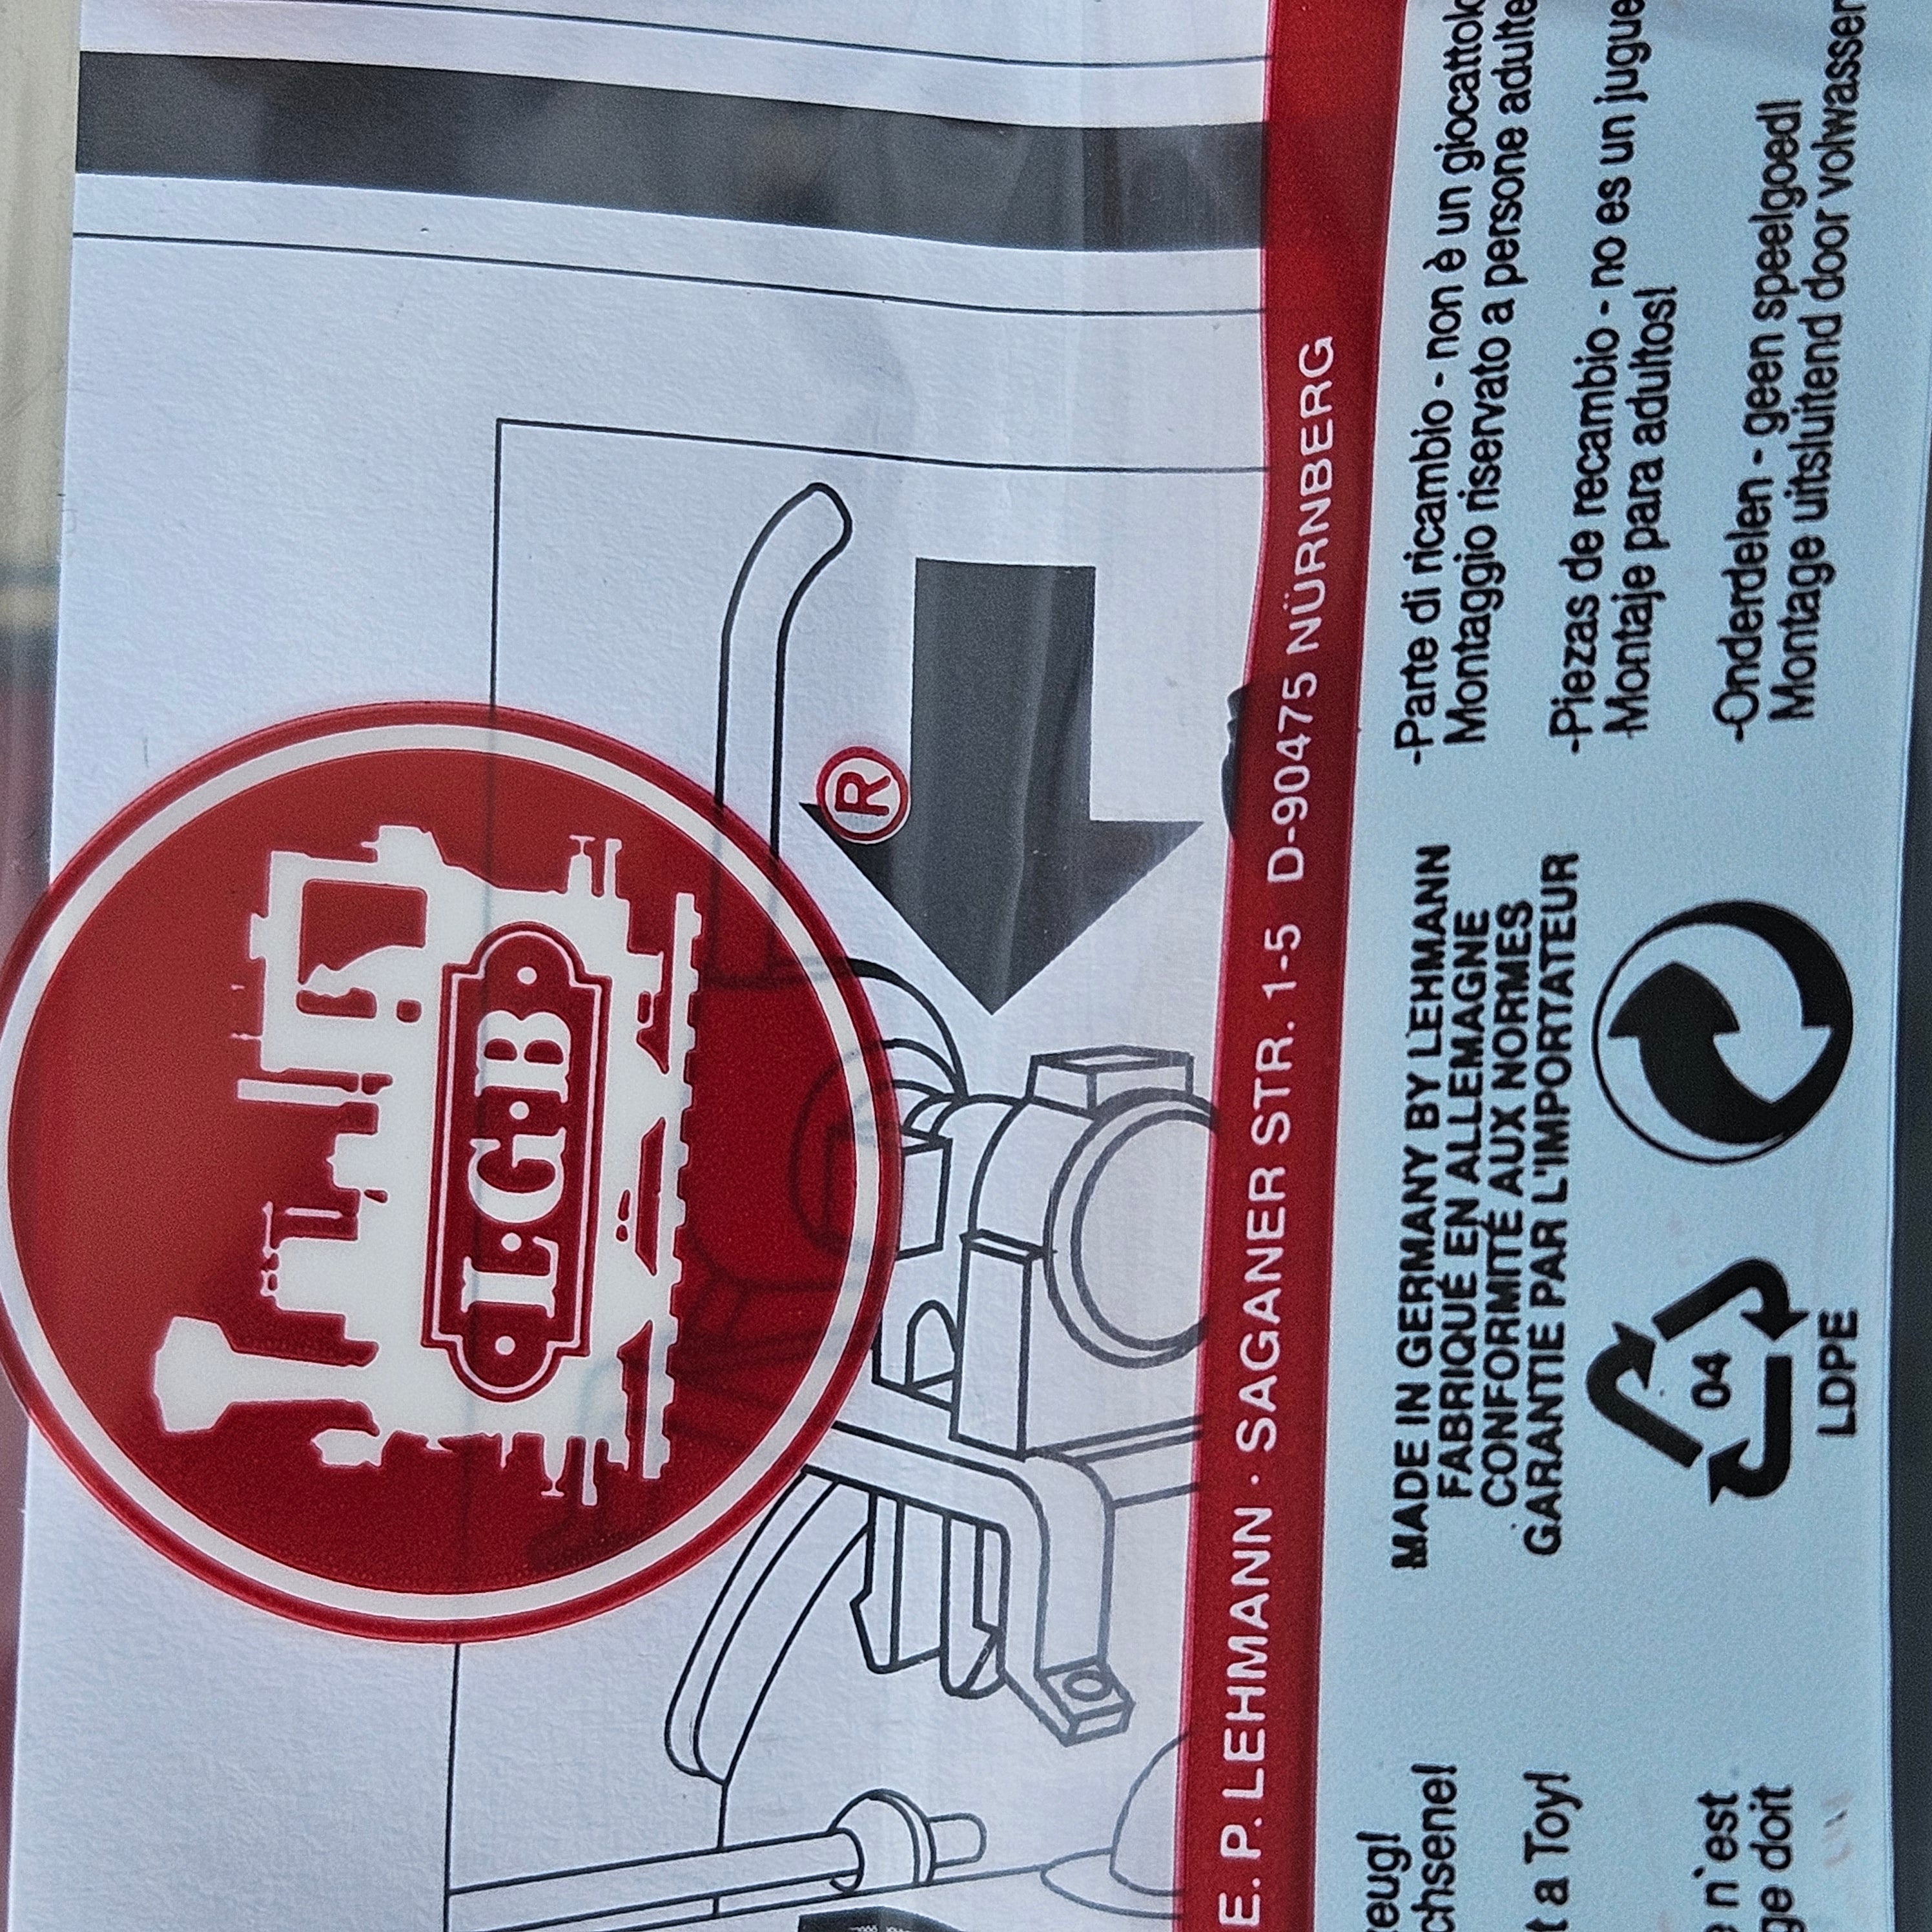 L·G·B
®
E. P. LEHMANN · SAGANER STR. 1-5 D-90475 NÜRNBERG
chsene!
t a Toy!
n`est
doit
MADE IN GERMANY BY LEHMANN
FABRIQUÉ EN ALLEMAGNE
CONFORMITÉ AUX NORMES
GARANTIE PAR L'IMPORTATEUR
04
LDPE
-Parte di ricambio - non è un giocattolo
Montaggio riservato a persone adulte
-Piezas de recambio - no es un jugue
Montaje para adultos!
-Onderdelen - geen speelgoed!
Montage uitsluitend door volwassen